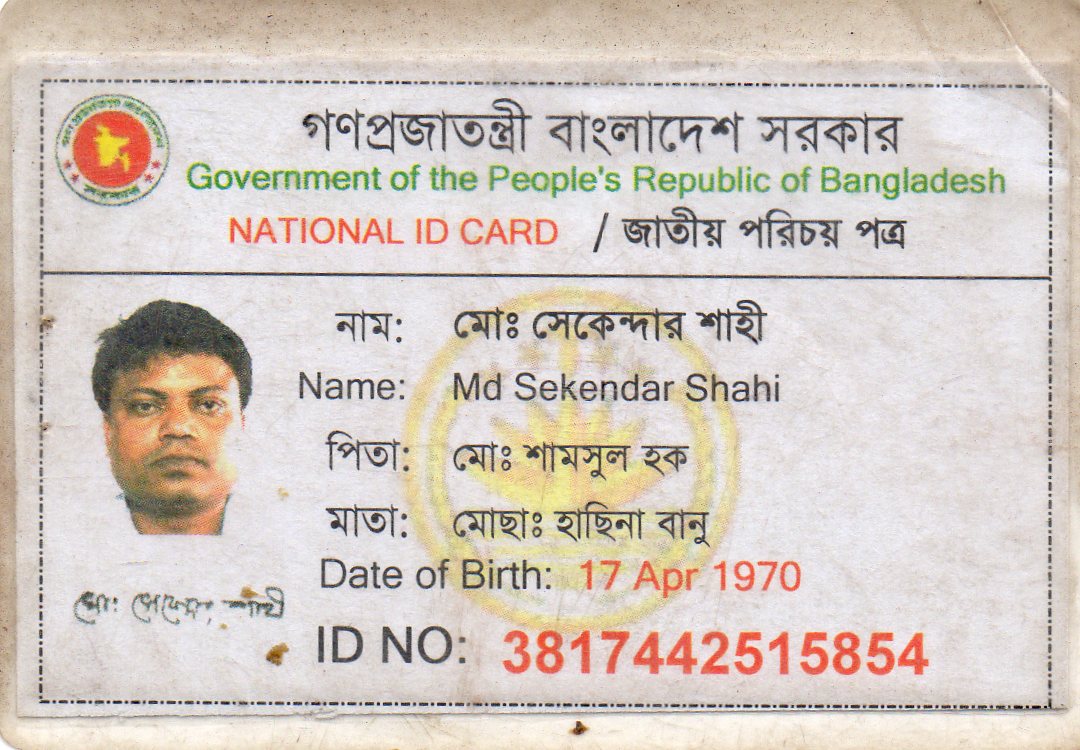 গণপ্রজাতন্ত্রী বাংলাদেশ সরকার
Government of the People's Republic of Bangladesh
NATIONAL ID CARD / জাতীয় পরিচয় পত্র
নাম: মোঃ সেকেন্দার শাহী
Name: Md Sekendar Shahi
পিতা: মোঃ শামসুল হক
মাতা: মোছাঃ হাছিনা বানু
Date of Birth: 17 Apr 1970
ID NO: 3817442515854